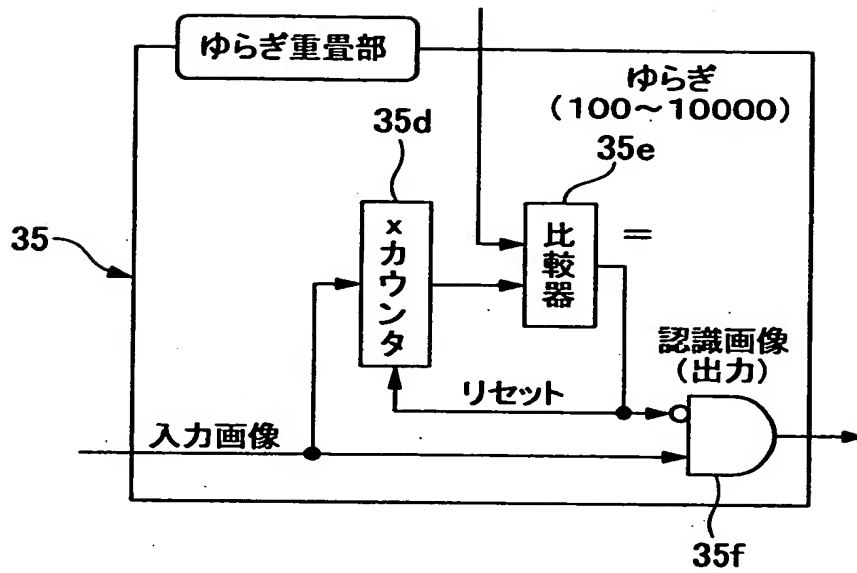 ゆらぎ重畳部
ゆらぎ
(100〜10000)
35d
35e
35
xカウンタ
比較器
=
認識画像
(出力)
リセット
入力画像
35f